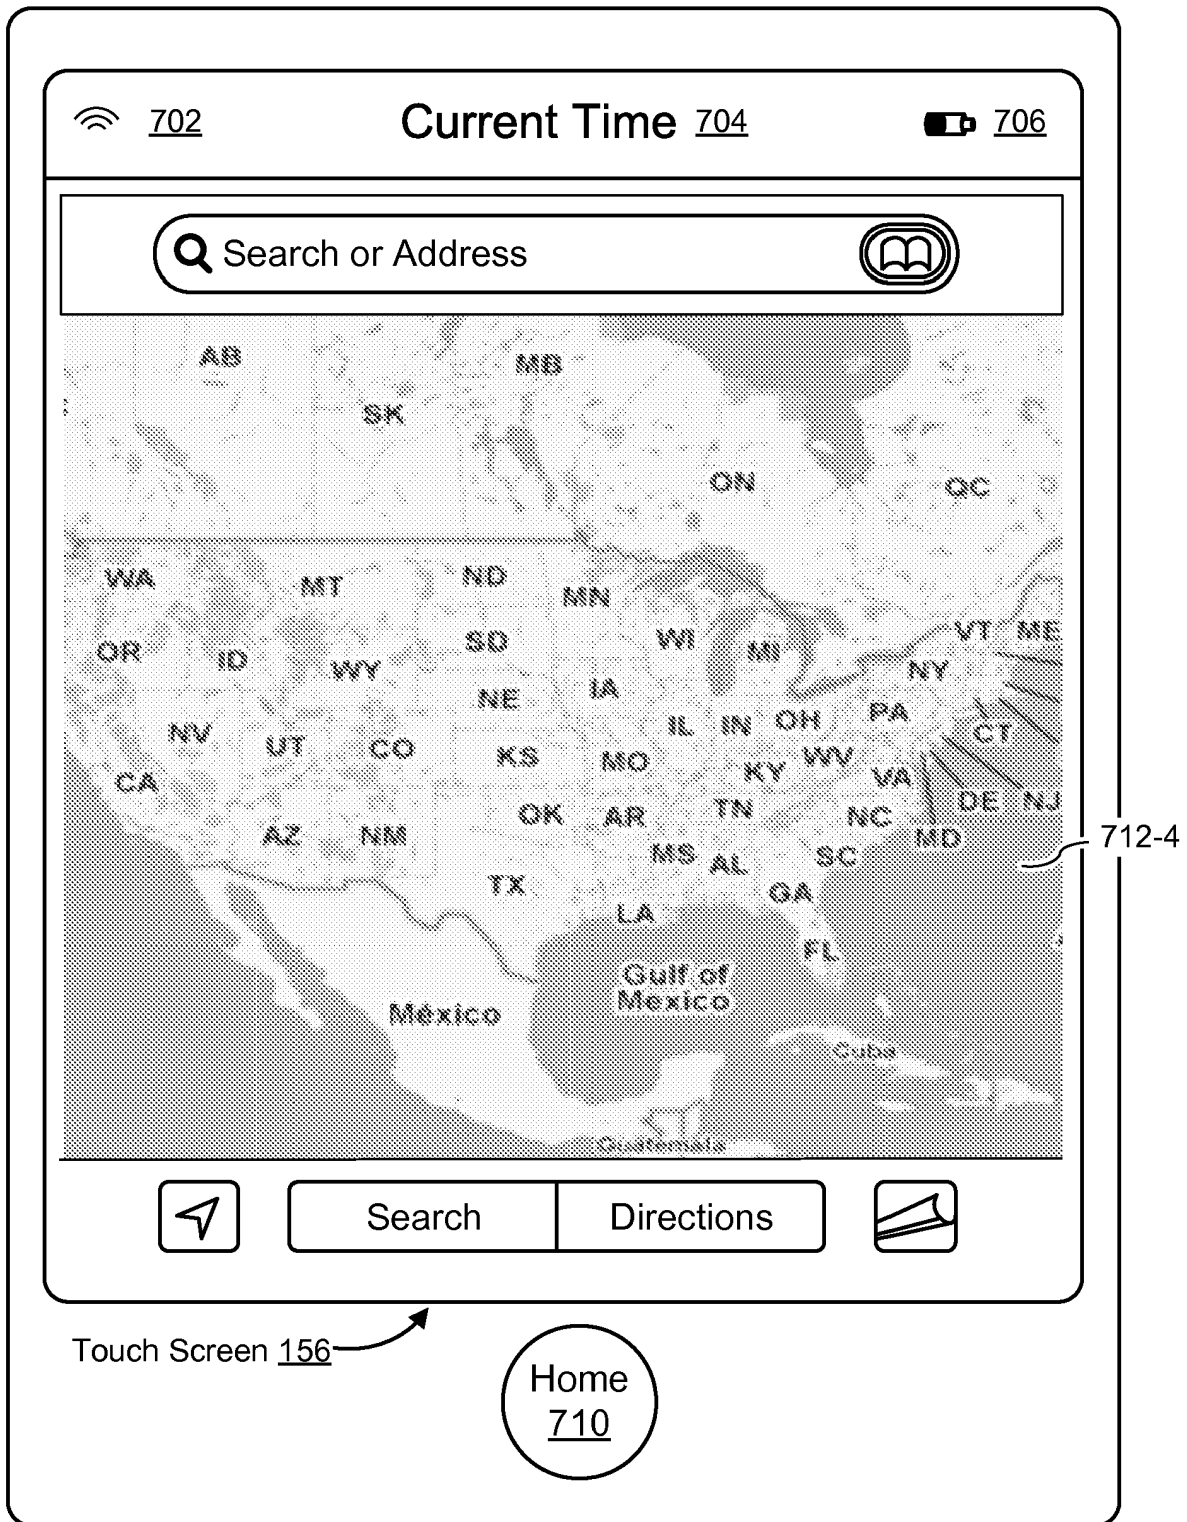 702 Current Time 704 706
Search or Address
AB
MB
SK
ON
QC
WA
MT
ND
MN
OR
ID
WY
SD
WI
MI
VT
ME
NY
NE
IA
NV
UT
CO
IL
IN
OH
PA
CT
KS
MO
KY
WV
VA
CA
OK
AR
TN
NC
DE
NJ
AZ
NM
MD
712-4
MS
AL
SC
TX
GA
LA
FL
Gulf of
Mexico
México
Cuba
Guatemala
Search Directions
Touch Screen 156
Home
710